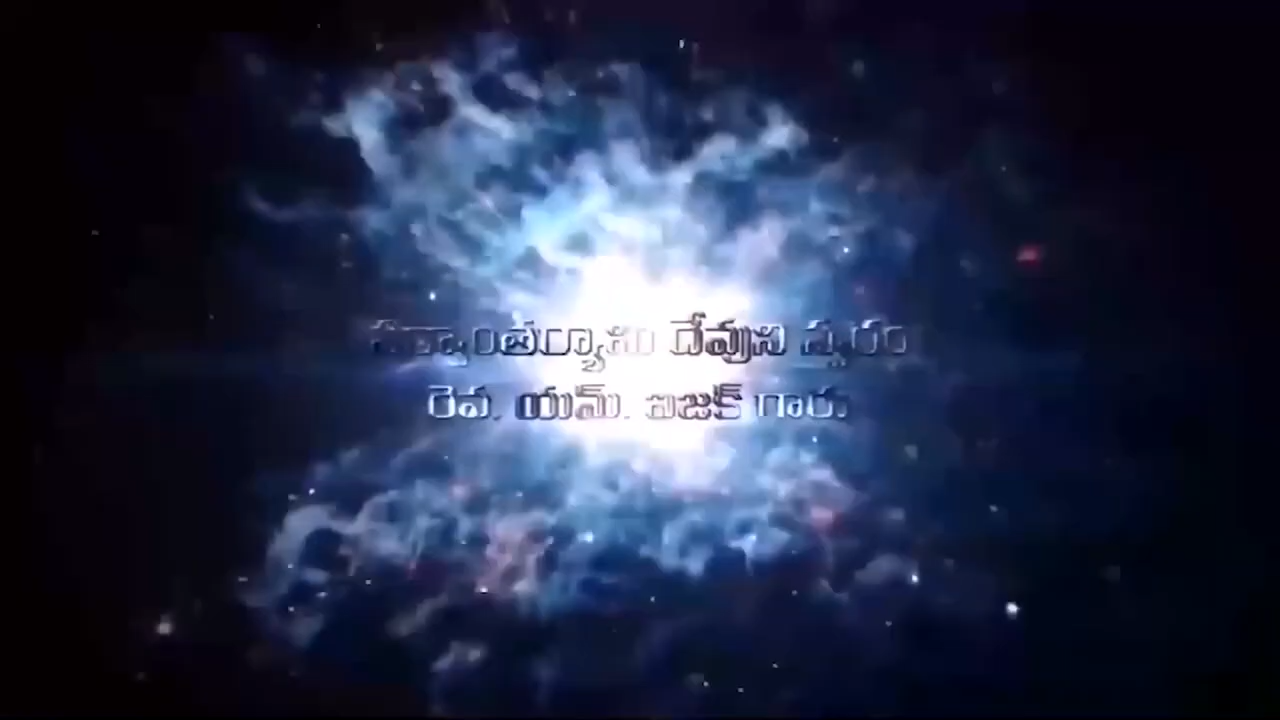 సర్వాంతర్యామి దేవుని స్వరం
రెవ. యమ్. ఐజక్ గారు